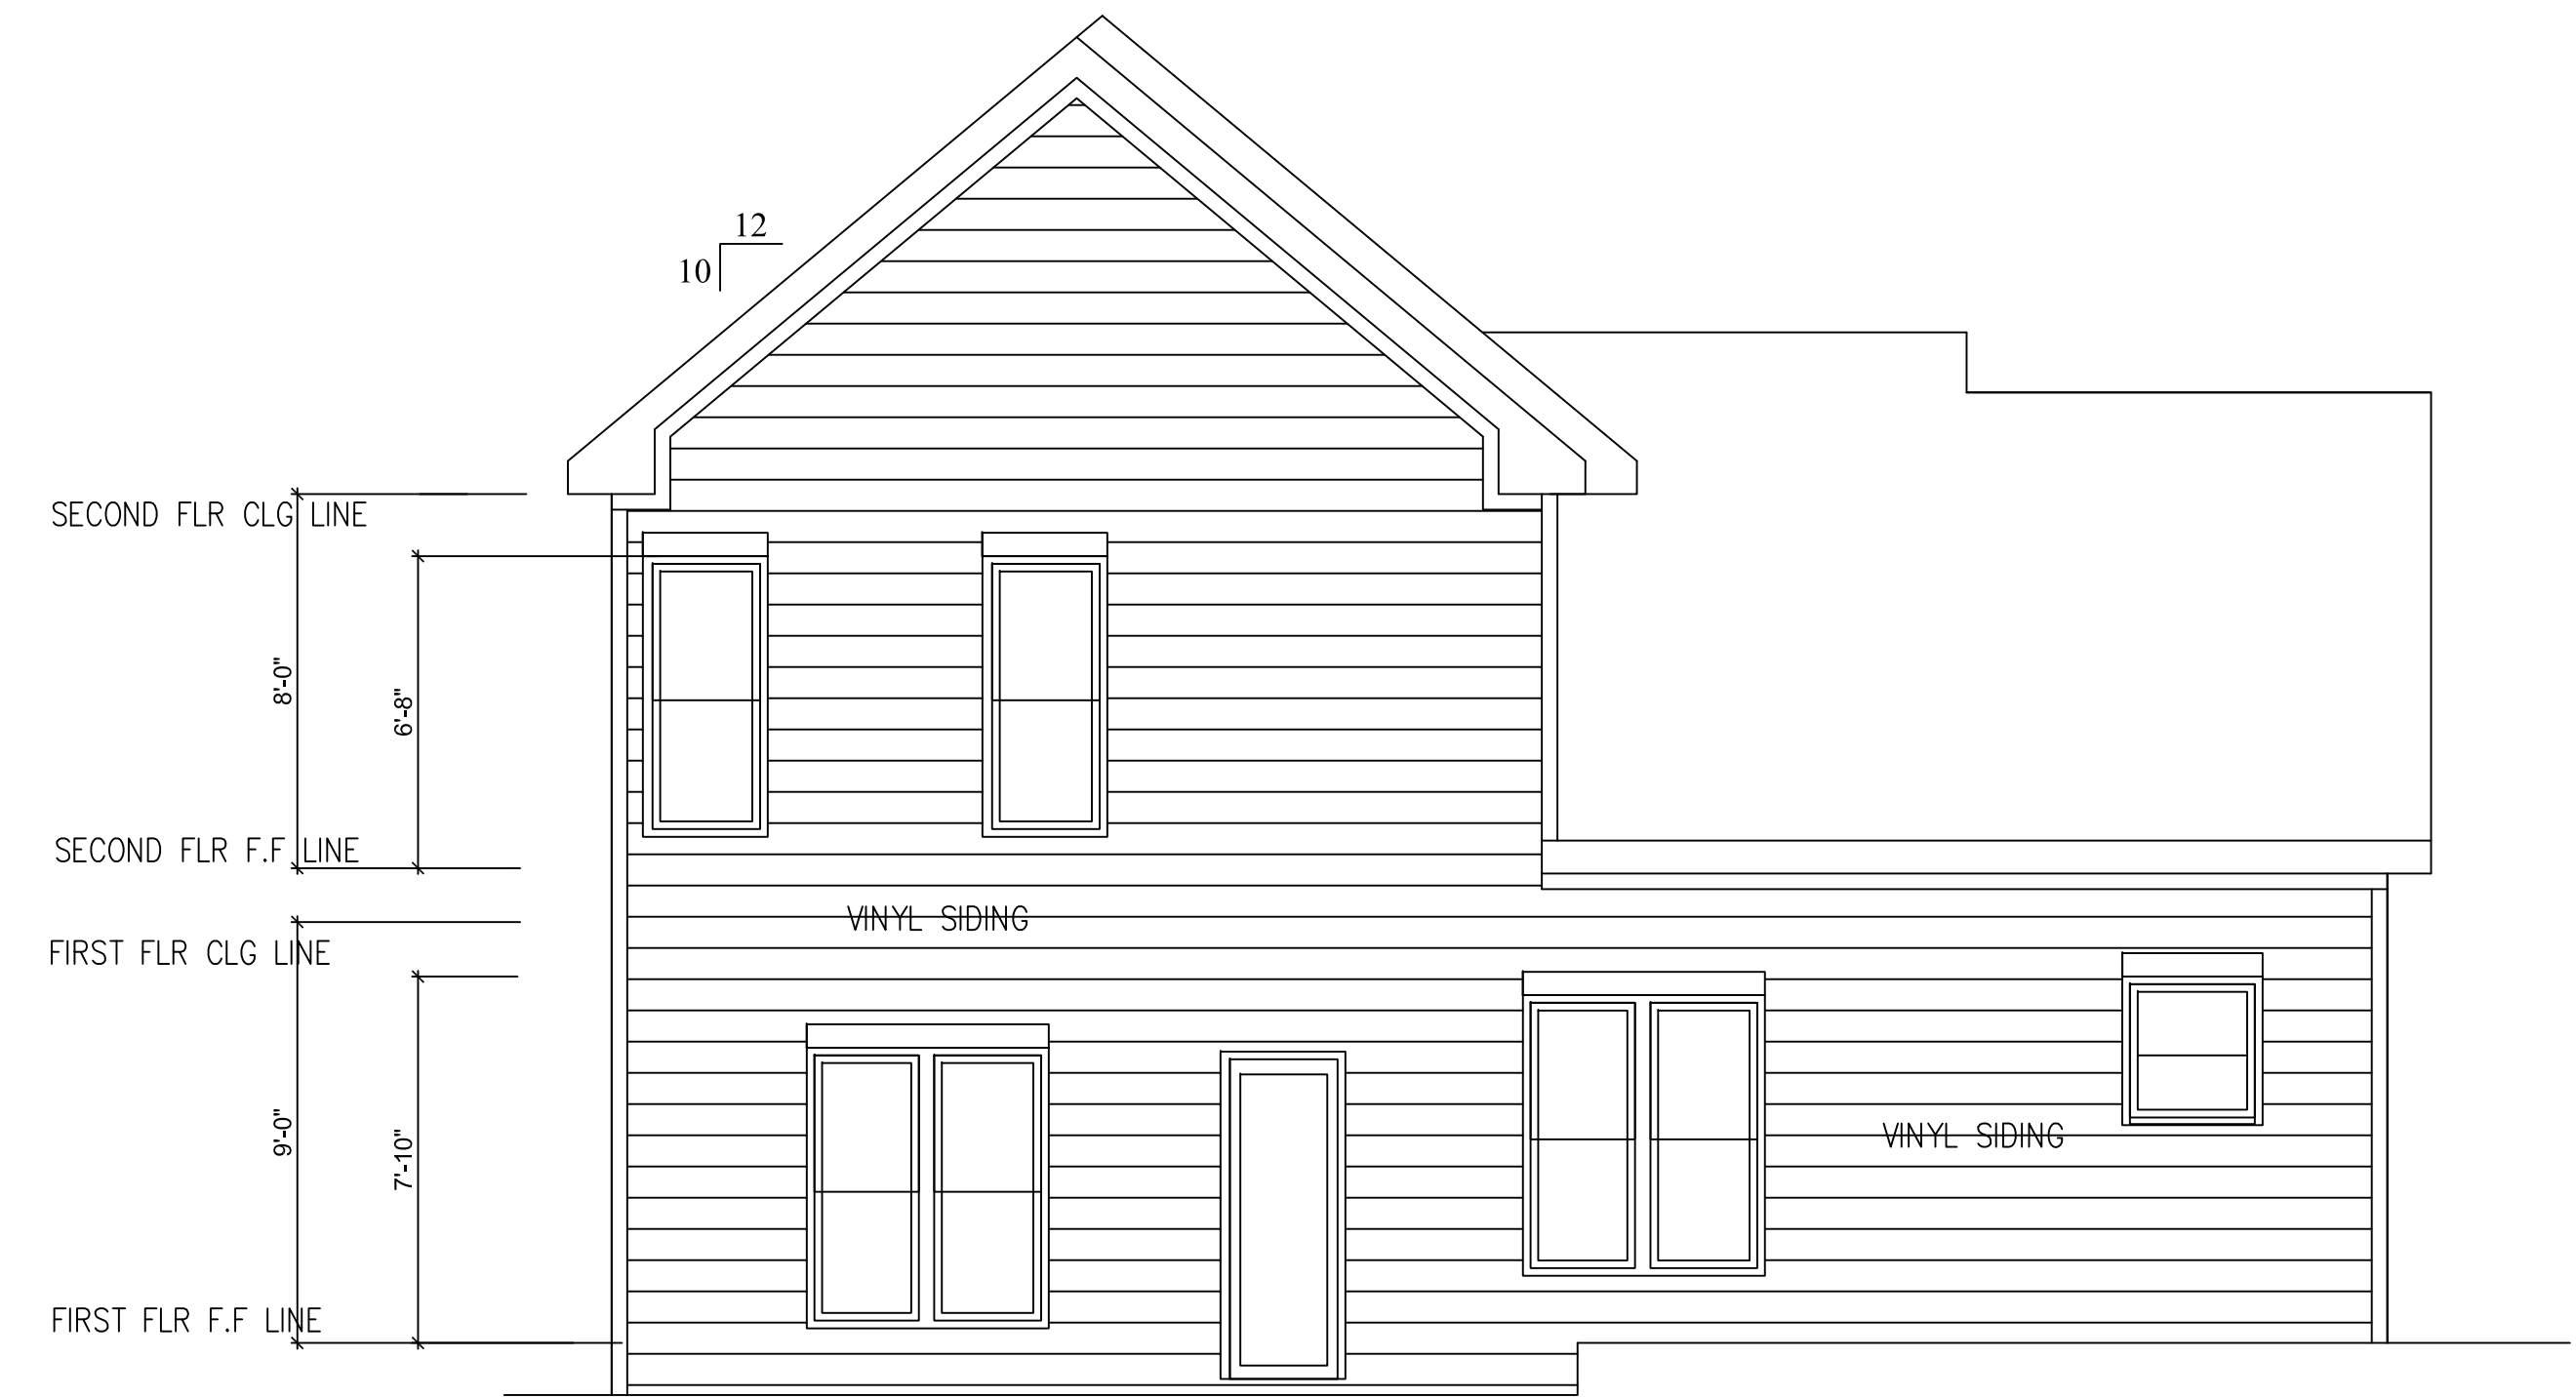 12
10
SECOND FLR CLG LINE
8'-0"
6'-8"
SECOND FLR F.F LINE
VINYL SIDING
FIRST FLR CLG LINE
9'-0"
7'-10"
VINYL SIDING
FIRST FLR F.F LINE